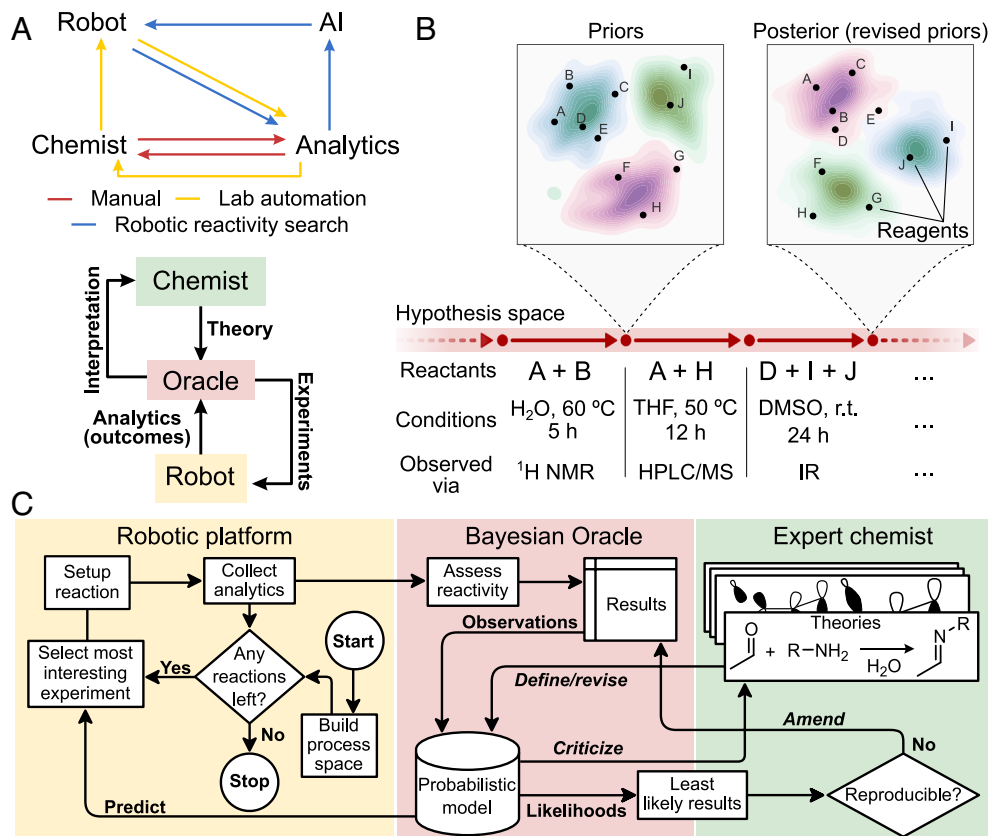 A
Robot
AI
Chemist
Analytics
Manual
Lab automation
Robotic reactivity search
Chemist
Interpretation
Theory
Oracle
Experiments
Analytics
(outcomes)
Robot
B
Priors
Posterior (revised priors)
B
C
A
D
E
I
J
F
G
H
A
C
B
D
E
I
J
F
G
H
Reagents
Hypothesis space
Reactants
A + B
A + H
D + I + J
...
Conditions
H₂O, 60 ºC
5 h
THF, 50 ºC
12 h
DMSO, r.t.
24 h
...
Observed
via
¹H NMR
HPLC/MS
IR
...
C
Robotic platform
Bayesian Oracle
Expert chemist
Setup
reaction
Collect
analytics
Assess
reactivity
Results
Theories
O
+ R−NH₂
H₂O
N
R
Observations
Start
Select most
interesting
experiment
Yes
Any
reactions
left?
Define/revise
Build
process
space
No
Stop
Amend
Criticize
No
Probabilistic
model
Predict
Likelihoods
Least
likely results
Reproducible?